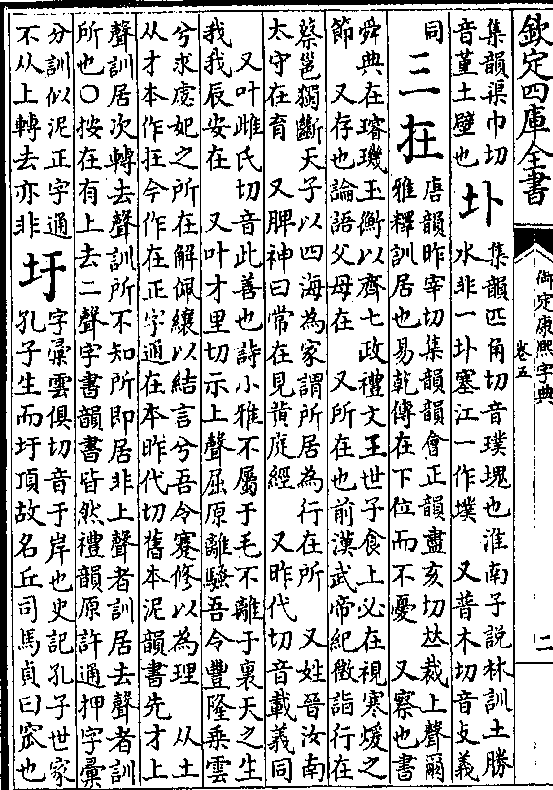 欽定四庫全書
御定康熙字典
卷五
二
集韻渠巾切
音堇土壁也
圤
集韻匹角切音璞塊也淮南子說林訓土勝
水非一圤塞江一作墣　又普木切音攴義
同
三
在
唐韻昨宰切集韻韻會正韻盡亥切𠀤裁上聲爾
雅釋訓居也易乾傳在下位而不憂　又察也書
舜典在璿璣玉衡以齊七政禮文王世子食上必在視寒煖之
節　又存也論語父母在　又所在也前漢武帝紀徵詣行在
蔡邕獨斷天子以四海為家謂所居為行在所　又姓晉汝南
太守在育　又脾神曰常在見黃庭經　又昨代切音載義同
又叶雌氏切音此善也詩小雅不屬于毛不離于裏天之生
我我辰安在　又叶才里切示上聲屈原離騷吾令豐隆乘雲
兮求虙妃之所在解佩纕以結言兮吾令蹇修以為理　从土
从才本作𡉈今作在正字通在本昨代切舊本泥韻書先才上
聲訓居次轉去聲訓所不知所即居非上聲者訓居去聲者訓
所也○按在有上去二聲字書韻書皆然禮韻原許通押字彙
分訓似泥正字通
不从上轉去亦非
圩
字彙雲俱切音于岸也史記孔子世家
孔子生而圩頂故名丘司馬貞曰窊也